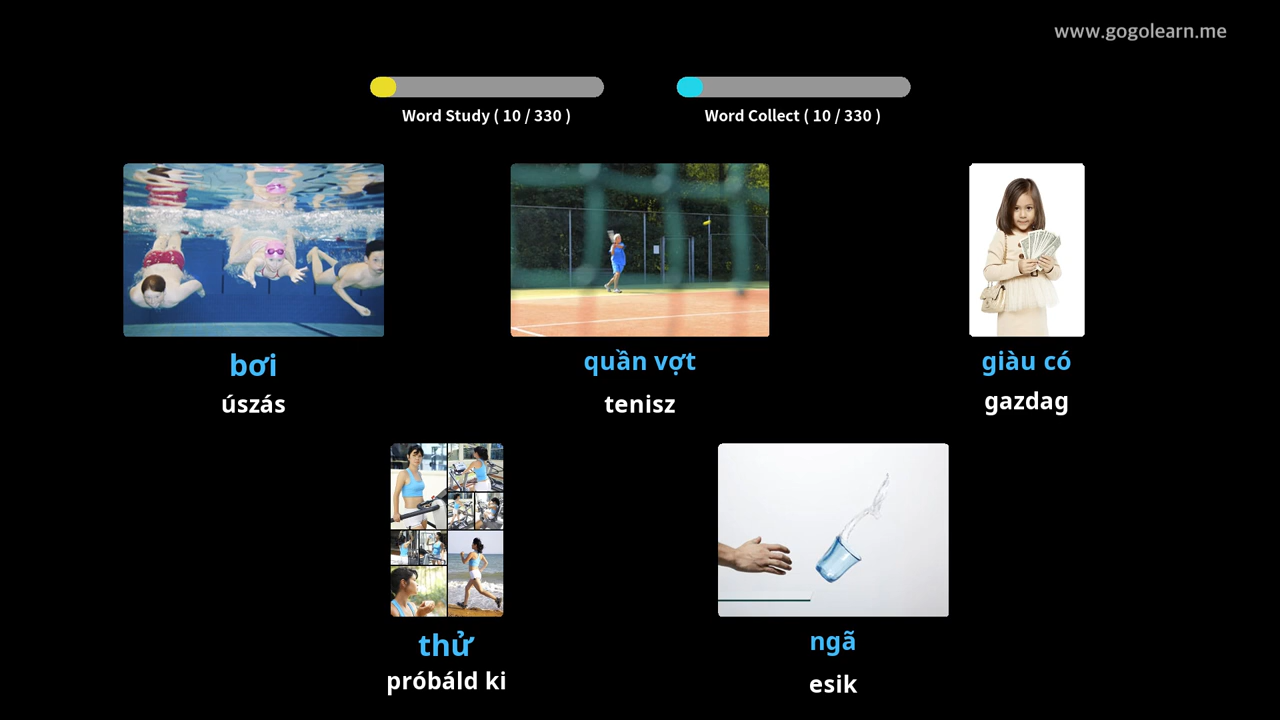 www.gogolearn.me
Word Study ( 10 / 330 )
Word Collect ( 10 / 330 )
bơi
úszás
quần vợt
tenisz
giàu có
gazdag
thử
próbáld ki
ngã
esik